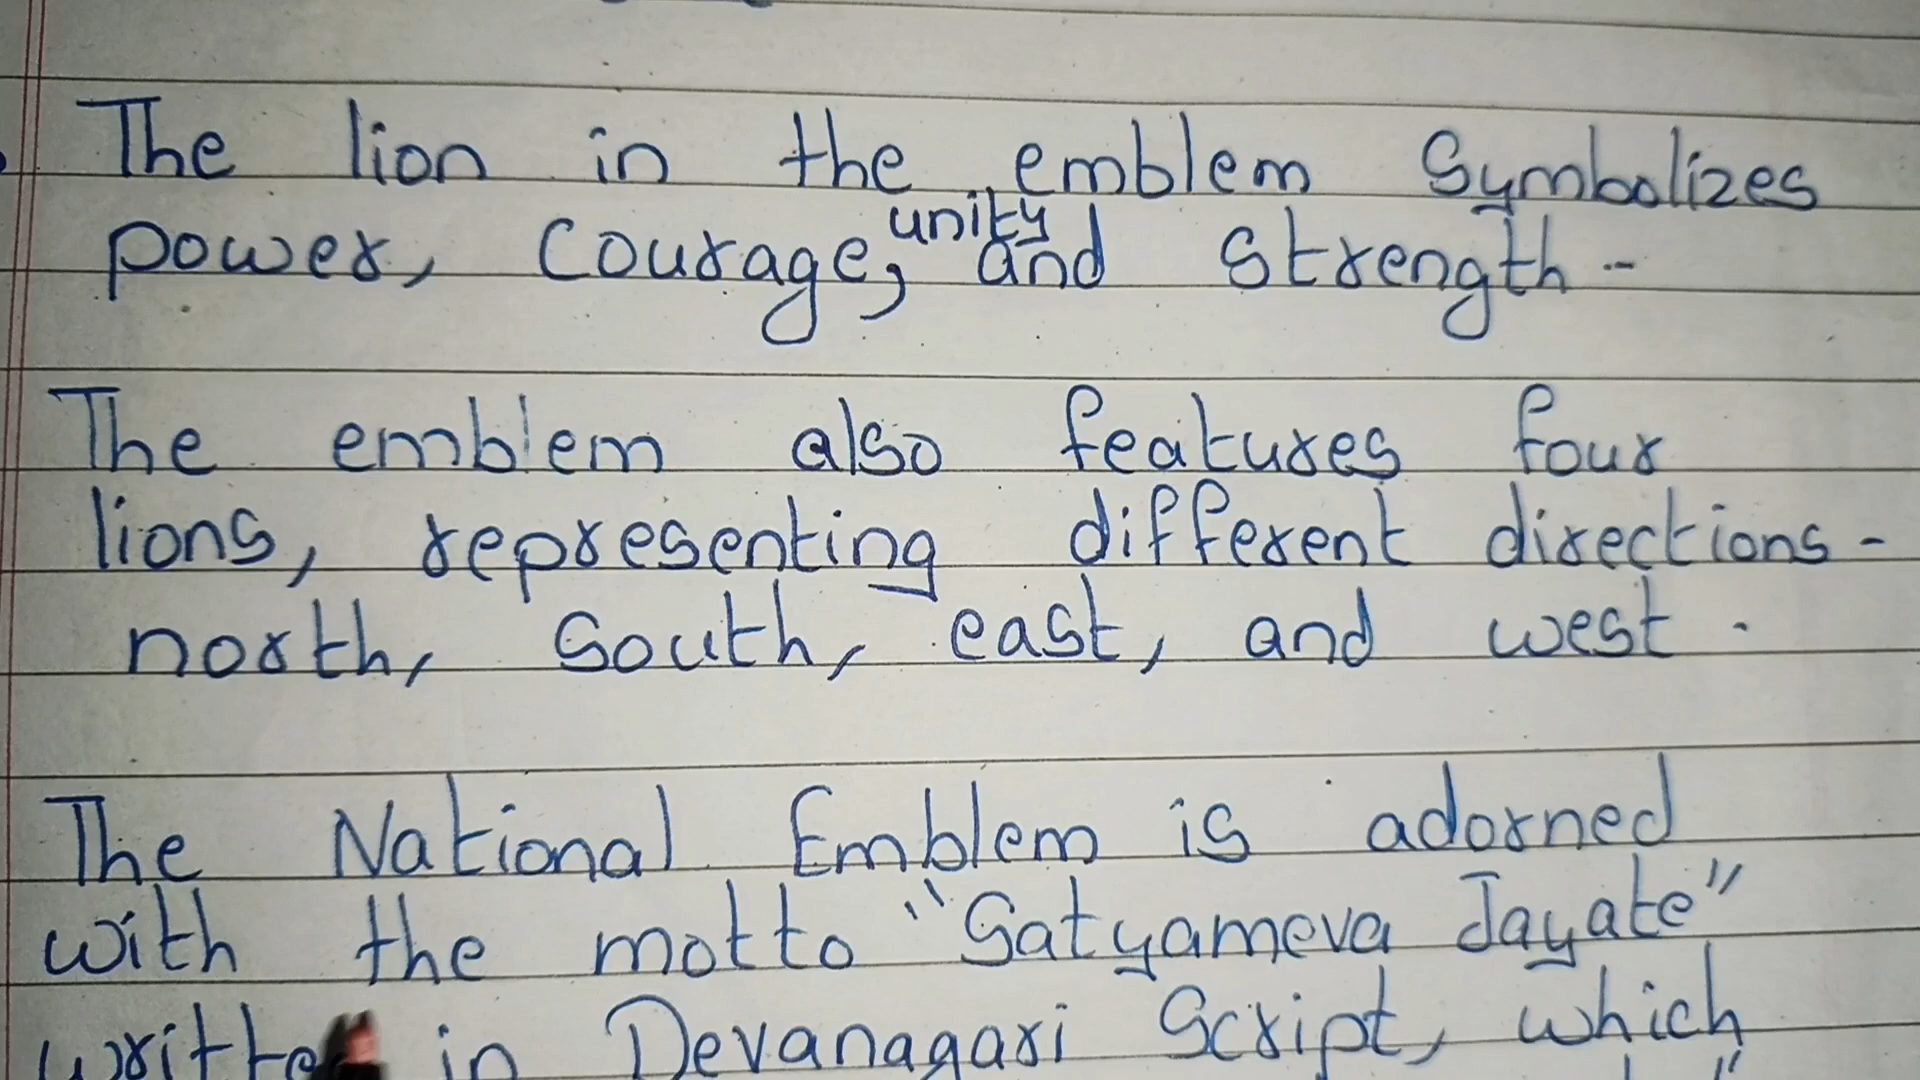 The lion in the emblem Symbolizes
power, Courage, unity and Strength -
The emblem also features four
lions, representing different directions -
north, South, east, and west .
The National Emblem is adorned
with the motto "Satyameva Jayate"
in Devanagari Script, which